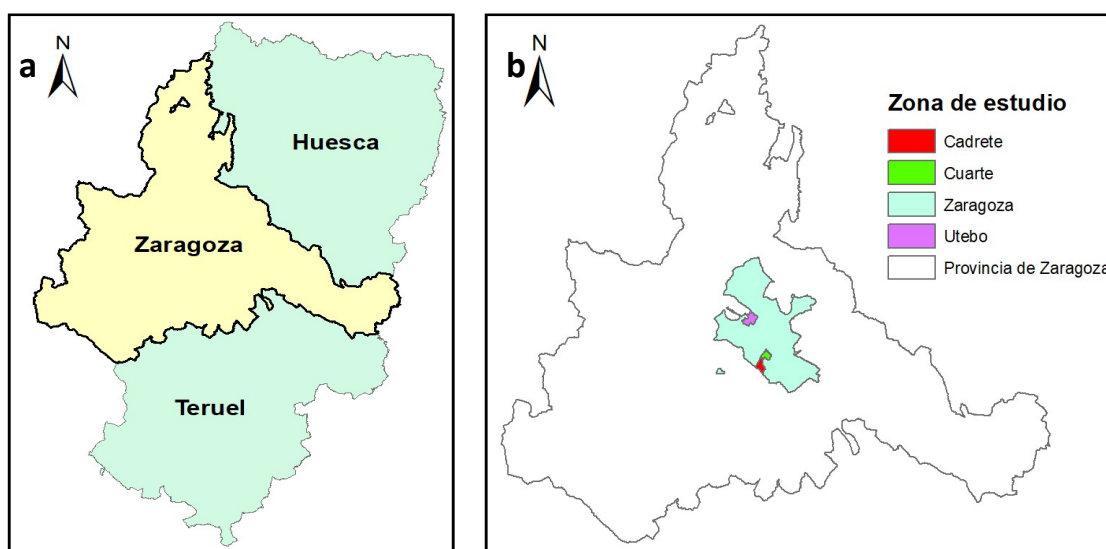 a
N
Huesca
Zaragoza
Teruel
b
N
Zona de estudio
Cadrete
Cuarte
Zaragoza
Utebo
Provincia de Zaragoza